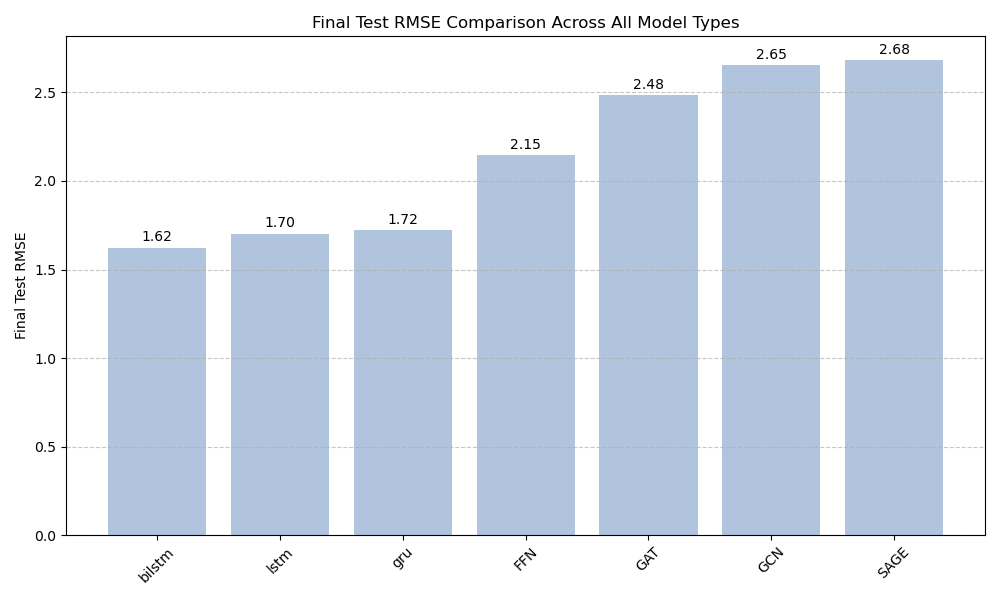 Final Test RMSE Comparison Across All Model Types
Final Test RMSE
2.5
2.0
1.5
1.0
0.5
0.0
1.62
1.70
1.72
2.15
2.48
2.65
2.68
bilstm
lstm
gru
FFN
GAT
GCN
SAGE